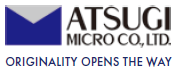 ATSUGI
MICRO CO., LTD.
ORIGINALITY OPENS THE WAY